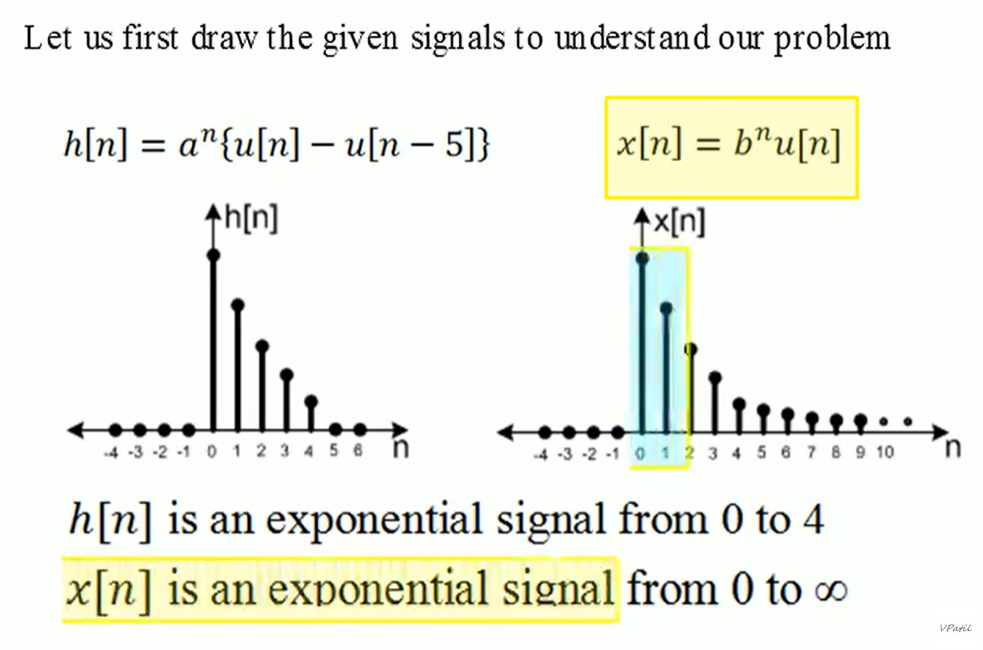 Let us first draw the given signals to understand our problem
h[n] = aⁿ{u[n] − u[n − 5]}
x[n] = bⁿu[n]
h[n]
x[n]
-4 -3 -2 -1 0 1 2 3 4 5 6 n
-4 -3 -2 -1 0 1 2 3 4 5 6 7 8 9 10 n
h[n] is an exponential signal from 0 to 4
x[n] is an exponential signal from 0 to ∞
VPatil